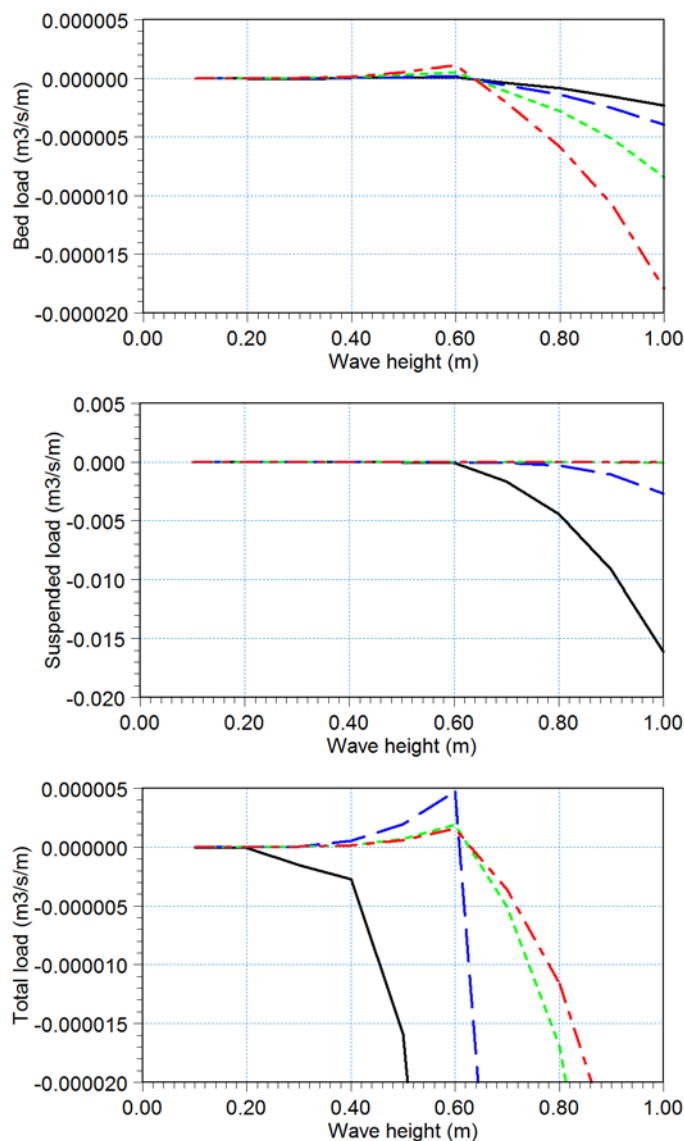 0.000005
0.000000
-0.000005
-0.000010
-0.000015
-0.000020
Bed load (m3/s/m)
0.00 0.20 0.40 0.60 0.80 1.00
Wave height (m)
0.005
0.000
-0.005
-0.010
-0.015
-0.020
Suspended load (m3/s/m)
0.00 0.20 0.40 0.60 0.80 1.00
Wave height (m)
0.000005
0.000000
-0.000005
-0.000010
-0.000015
-0.000020
Total load (m3/s/m)
0.00 0.20 0.40 0.60 0.80 1.00
Wave height (m)